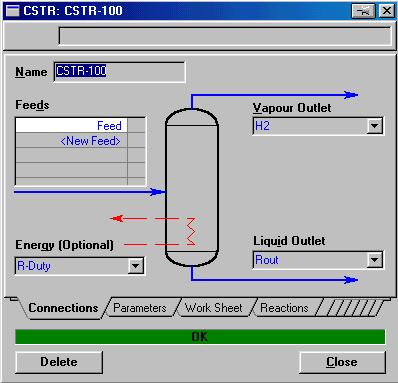 CSTR: CSTR-100
Name CSTR-100
Feeds
Feed
<New Feed>
Vapour Outlet
H2
Energy (Optional)
R-Duty
Liquid Outlet
Rout
Connections Parameters Work Sheet Reactions
OK
Delete Close